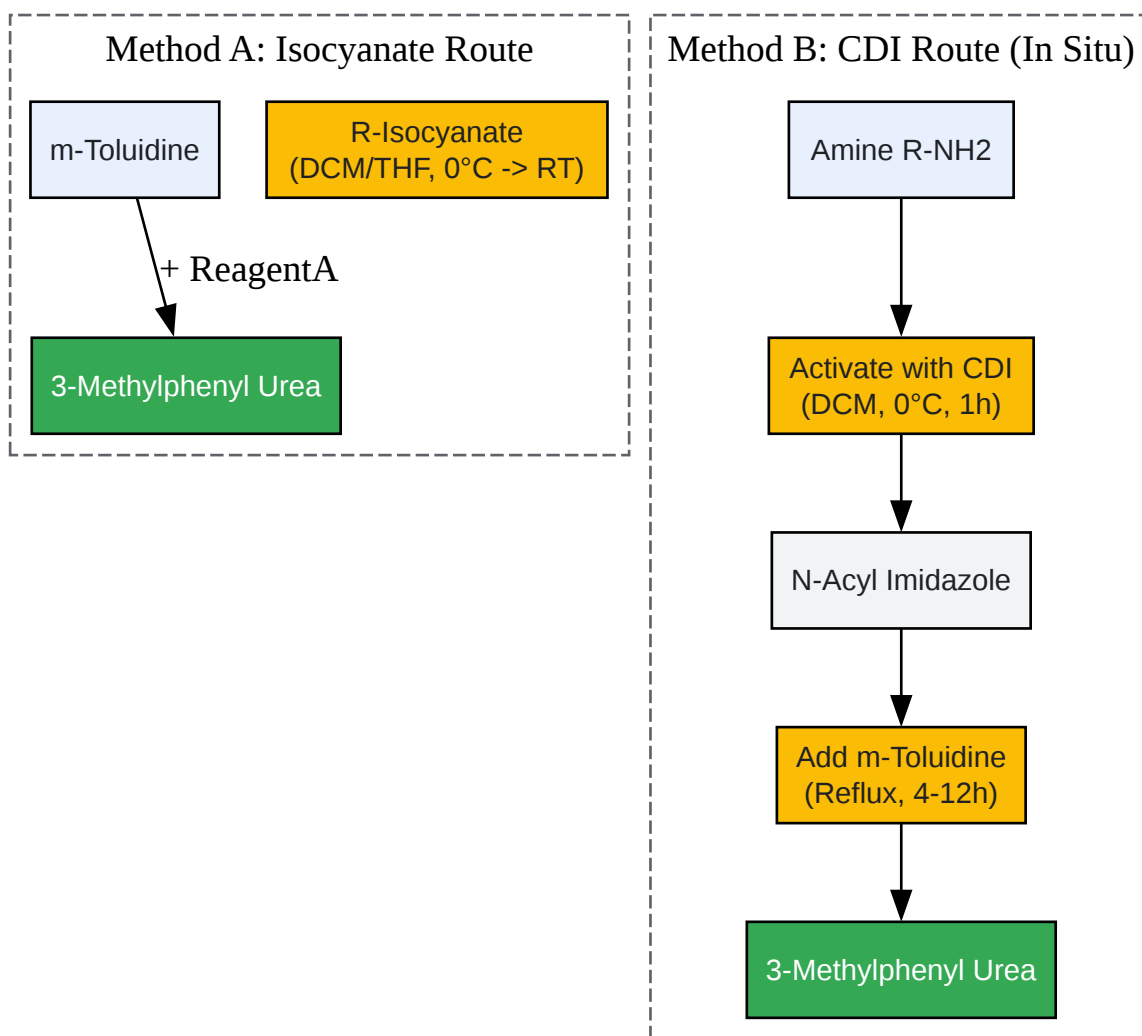 Method A: Isocyanate Route
m-Toluidine
R-Isocyanate
(DCM/THF, 0°C -> RT)
+ ReagentA
3-Methylphenyl Urea
Method B: CDI Route (In Situ)
Amine R-NH2
Activate with CDI
(DCM, 0°C, 1h)
N-Acyl Imidazole
Add m-Toluidine
(Reflux, 4-12h)
3-Methylphenyl Urea